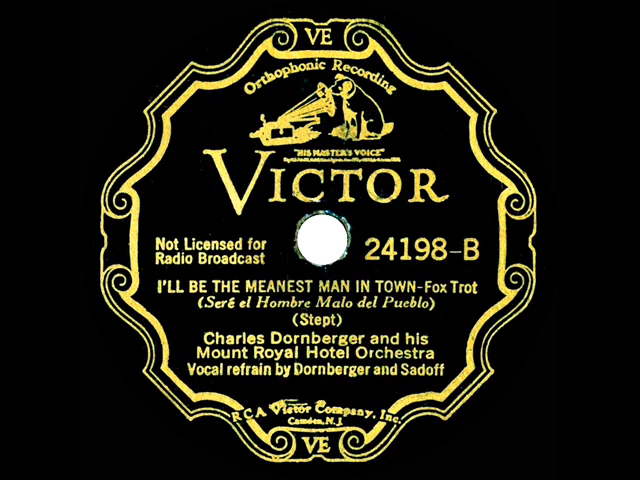 VE
Orthophonic Recording
"HIS MASTER'S VOICE"
VICTOR
Not Licensed for
Radio Broadcast
24198-B
I'LL BE THE MEANEST MAN IN TOWN-Fox Trot
(Seré el Hombre Malo del Pueblo)
(Stept)
Charles Dornberger and his
Mount Royal Hotel Orchestra
Vocal refrain by Dornberger and Sadoff
RCA Victor Company, Inc.
Camden, N.J.
VE